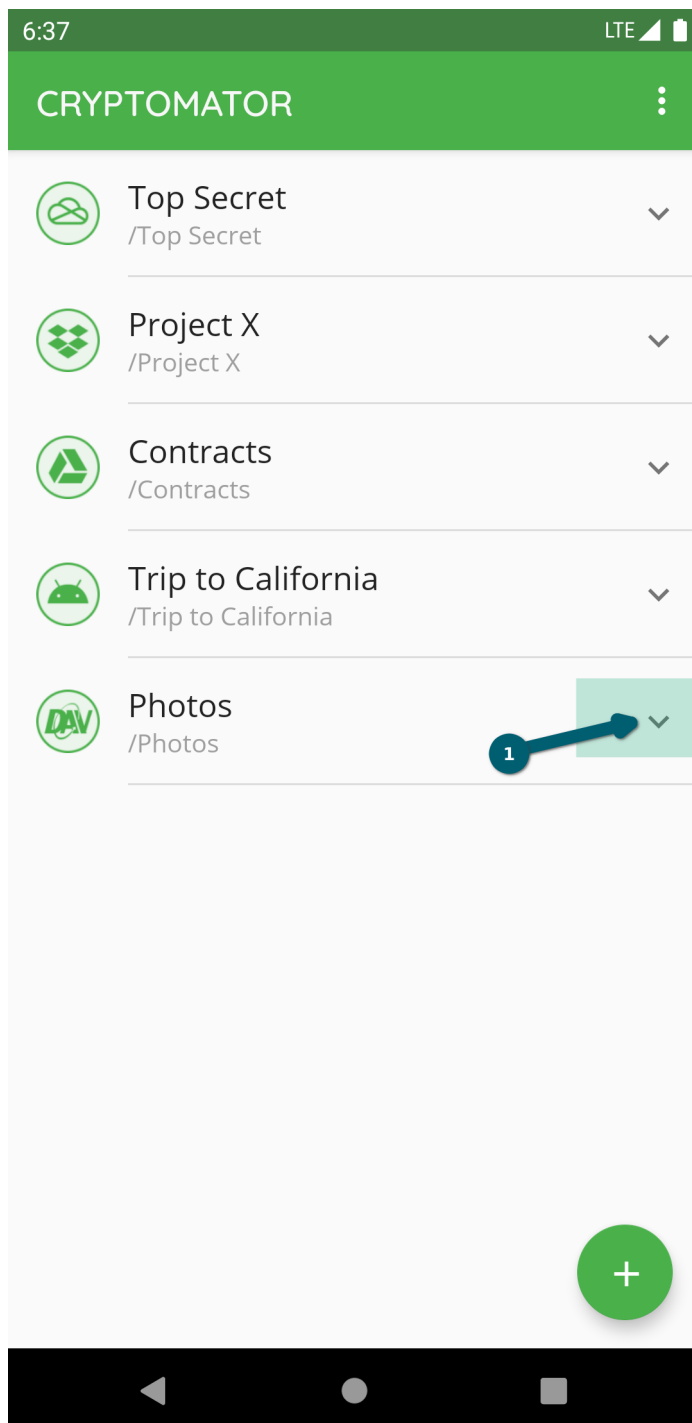 6:37
LTE
CRYPTOMATOR
Top Secret
/Top Secret
Project X
/Project X
Contracts
/Contracts
Trip to California
/Trip to California
DAV
Photos
/Photos
1